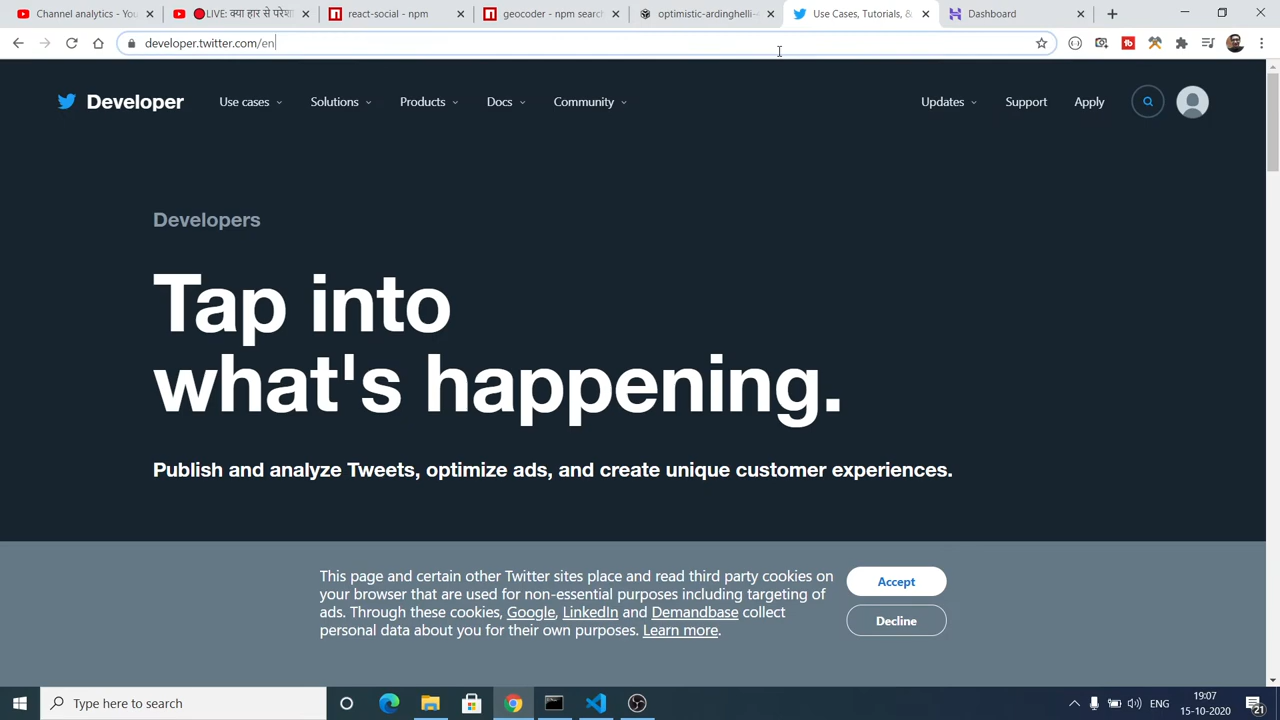 Channel analytics - You
LIVE: क्या हार से परेशा
react-social - npm
geocoder - npm search
optimistic-ardinghelli-
Use Cases, Tutorials, &
Dashboard
developer.twitter.com/en
Developer
Use cases
Solutions
Products
Docs
Community
Updates
Support
Apply
Developers
Tap into
what's happening.
Publish and analyze Tweets, optimize ads, and create unique customer experiences.
This page and certain other Twitter sites place and read third party cookies on
your browser that are used for non-essential purposes including targeting of
ads. Through these cookies, Google, LinkedIn and Demandbase collect
personal data about you for their own purposes. Learn more.
Accept
Decline
Type here to search
ENG
19:07
15-10-2020
21